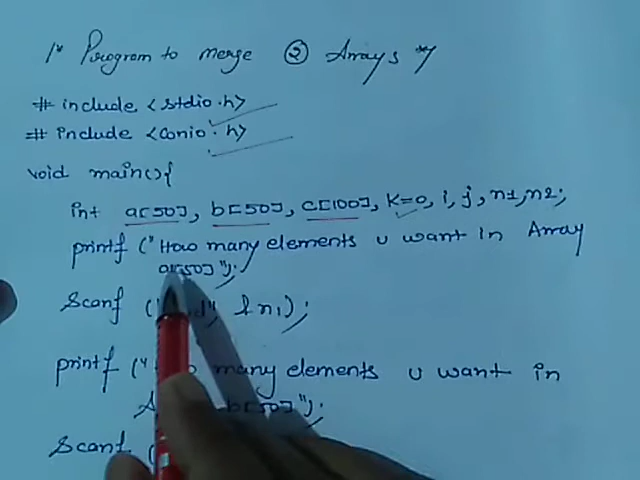 /* Program to merge ② Arrays */
# include <stdio.h>
# include <conio.h>
void main(){
int a[50], b[50], c[100], k=0, i, j, n1, n2;
printf ("How many elements u want in Array
a[50]");
Scanf (" d", &n1);
printf (" many elements u want in
A b[50]");
Scanf (